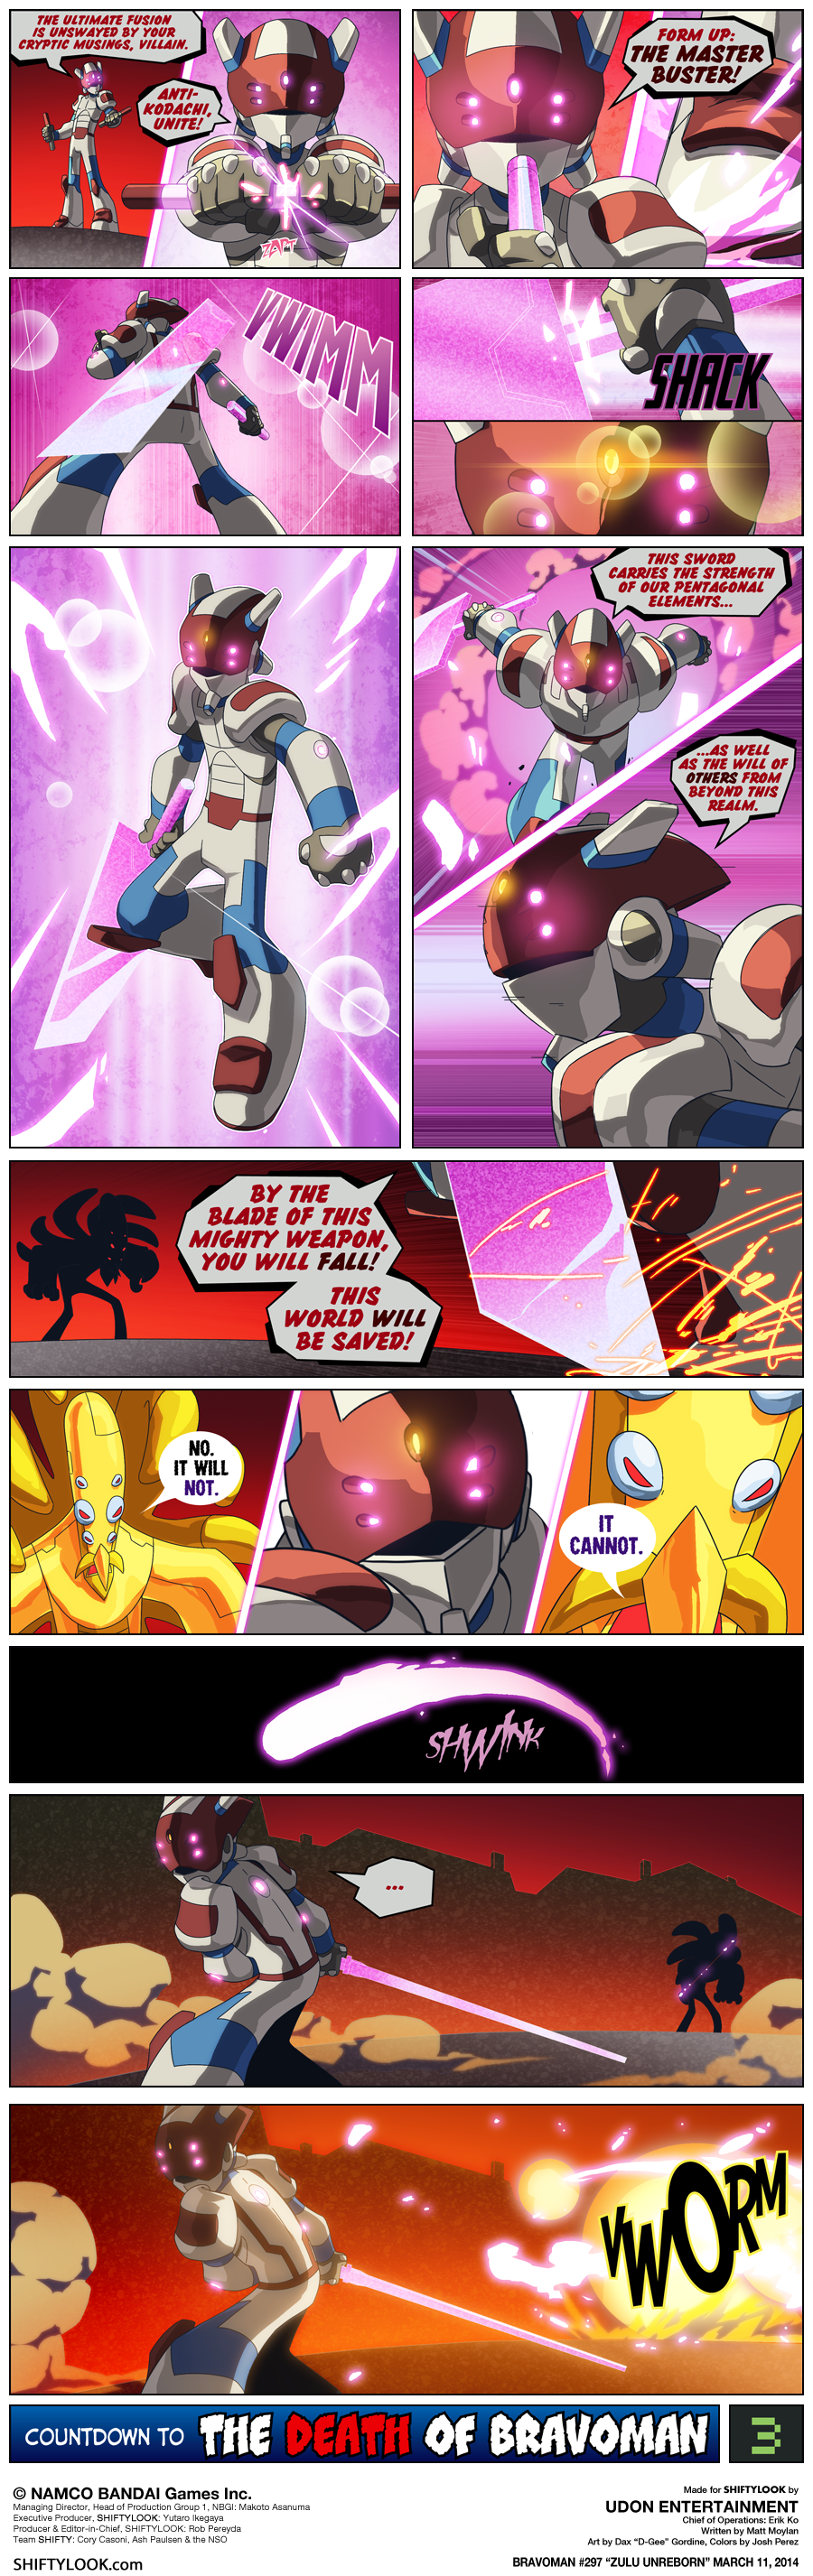 THE ULTIMATE FUSION
IS UNSWAYED BY YOUR
CRYPTIC MUSINGS, VILLAIN.
ANTI-
KODACHI,
UNITE!
ZAPT
FORM UP:
THE MASTER
BUSTER!
VWIMM
SHACK
THIS SWORD
CARRIES THE STRENGTH
OF OUR PENTAGONAL
ELEMENTS...
...AS WELL
AS THE WILL OF
OTHERS FROM
BEYOND THIS
REALM.
BY THE
BLADE OF THIS
MIGHTY WEAPON,
YOU WILL FALL!
THIS
WORLD WILL
BE SAVED!
NO.
IT WILL
NOT.
IT
CANNOT.
SHWINK
...
VWORM
COUNTDOWN TO THE DEATH OF BRAVOMAN 3
© NAMCO BANDAI Games Inc.
Managing Director, Head of Production Group 1, NBGI: Makoto Asanuma
Executive Producer, SHIFTYLOOK: Yutaro Ikegaya
Producer & Editor-in-Chief, SHIFTYLOOK: Rob Pereyda
Team SHIFTY: Cory Casoni, Ash Paulsen & the NSO
SHIFTYLOOK.com
Made for SHIFTYLOOK by
UDON ENTERTAINMENT
Chief of Operations: Erik Ko
Written by Matt Moylan
Art by Dax "D-Gee" Gordine, Colors by Josh Perez
BRAVOMAN #297 "ZULU UNREBORN" MARCH 11, 2014